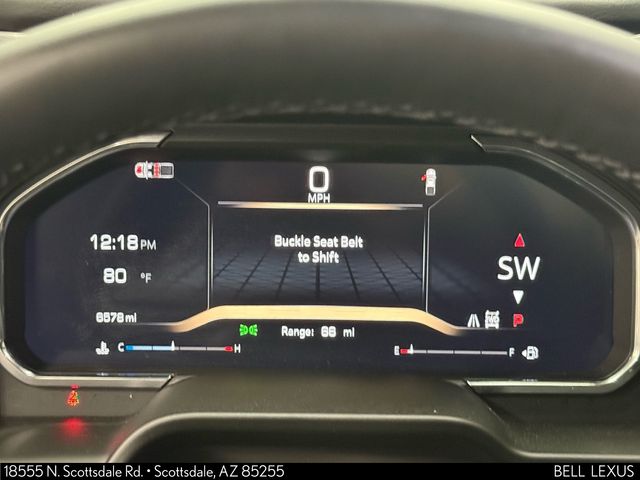 0
MPH
Buckle Seat Belt
to Shift
12:18 PM
80 °F
SW
6578 mi
P
Range: 66 mi
C H
E F
18555 N. Scottsdale Rd. • Scottsdale, AZ 85255
BELL LEXUS